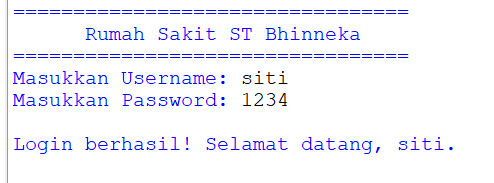 =================================
Rumah Sakit ST Bhinneka
=================================
Masukkan Username: siti
Masukkan Password: 1234
Login berhasil! Selamat datang, siti.